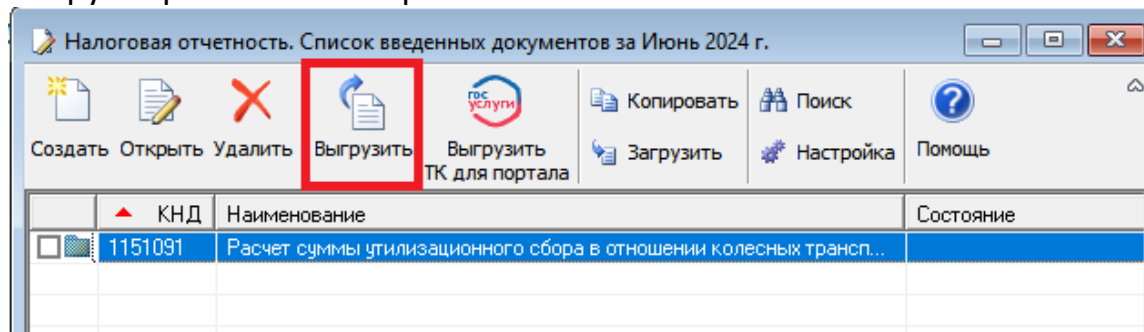 Налоговая отчетность. Список введенных документов за Июнь 2024 г.
гос услуги
Копировать Поиск
Создать Открыть Удалить Выгрузить Выгрузить ТК для портала Загрузить Настройка Помощь
КНД Наименование Состояние
1151091 Расчет суммы утилизационного сбора в отношении колесных трансп...